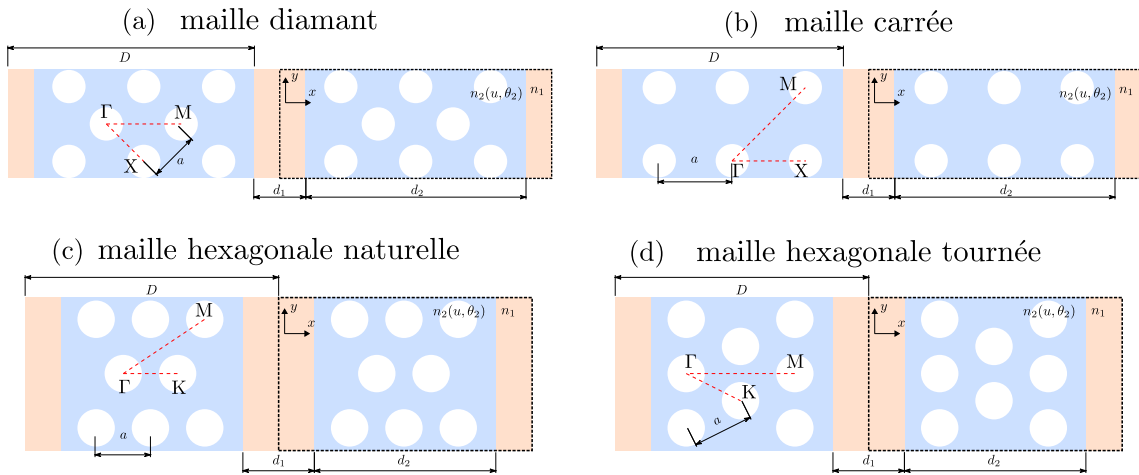 (a) maille diamant
D
y
x
n₂(u, θ₂)
n₁
Γ
M
X
a
d₁
d₂
(b) maille carrée
D
M
y
x
n₂(u, θ₂)
n₁
a
Γ
X
d₁
d₂
(c) maille hexagonale naturelle
D
M
y
x
n₂(u, θ₂)
n₁
Γ
K
a
d₁
d₂
(d) maille hexagonale tournée
D
y
x
n₂(u, θ₂)
n₁
Γ
M
K
a
d₁
d₂